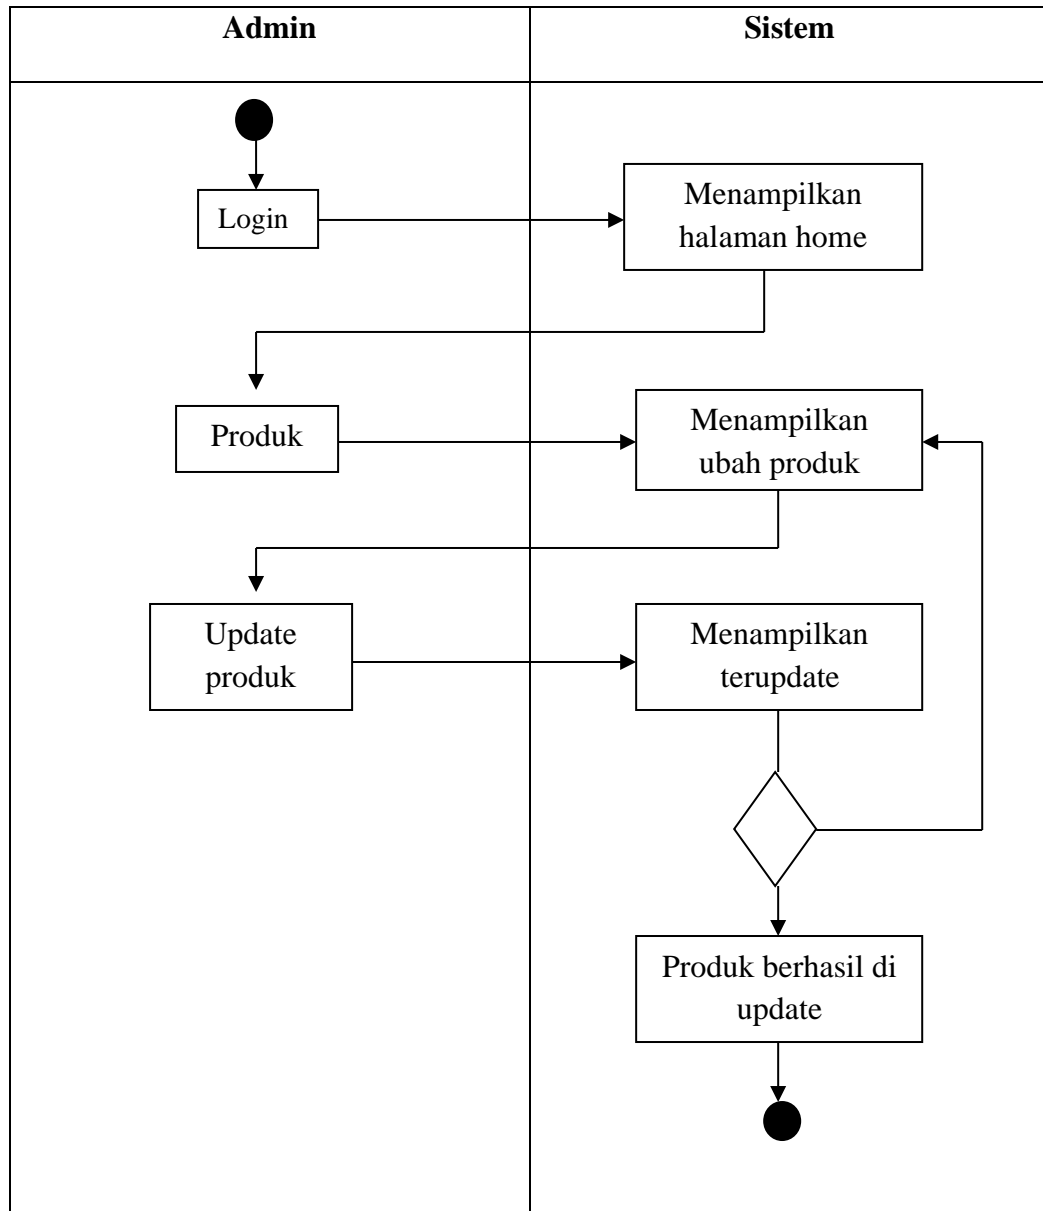 Admin
Sistem
Login
Menampilkan
halaman home
Produk
Menampilkan
ubah produk
Update
produk
Menampilkan
terupdate
Produk berhasil di
update